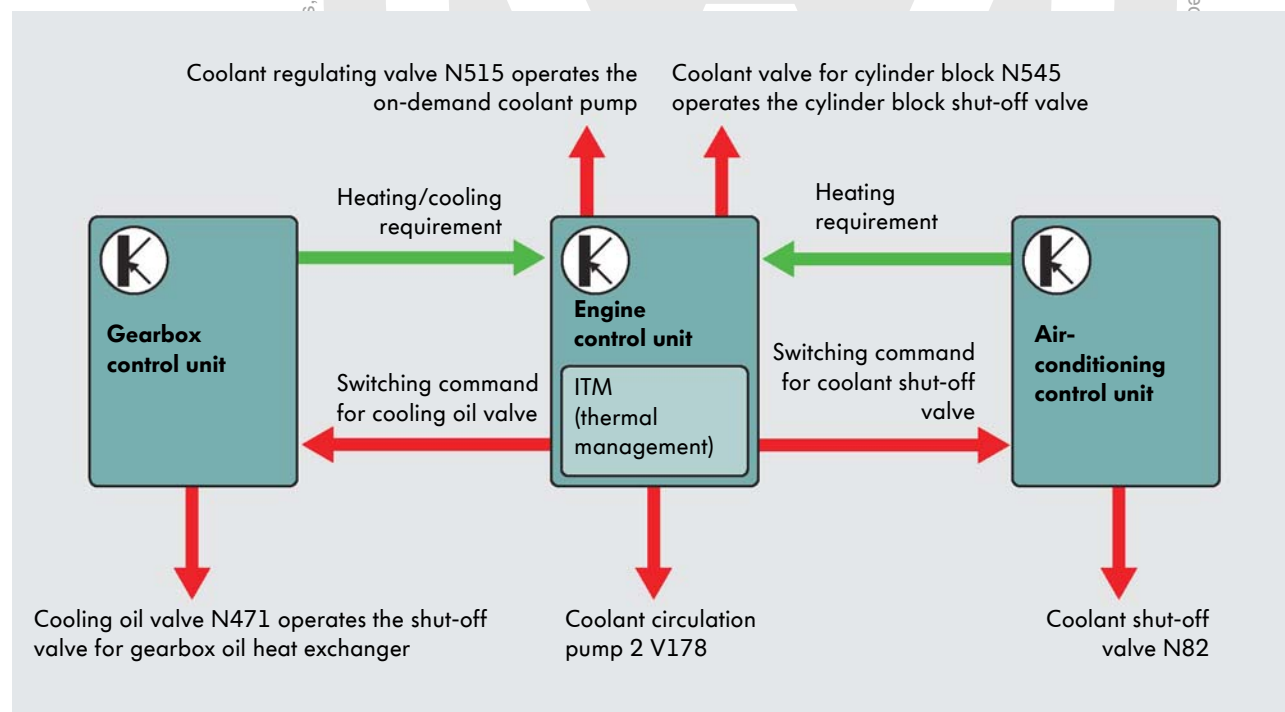 Coolant regulating valve N515 operates the
on-demand coolant pump
Coolant valve for cylinder block N545
operates the cylinder block shut-off valve
Heating/cooling
requirement
Heating
requirement
Gearbox
control unit
Engine
control unit
ITM
(thermal
management)
Air-
conditioning
control unit
Switching command
for cooling oil valve
Switching command
for coolant shut-off
valve
Cooling oil valve N471 operates the shut-off
valve for gearbox oil heat exchanger
Coolant circulation
pump 2 V178
Coolant shut-off
valve N82